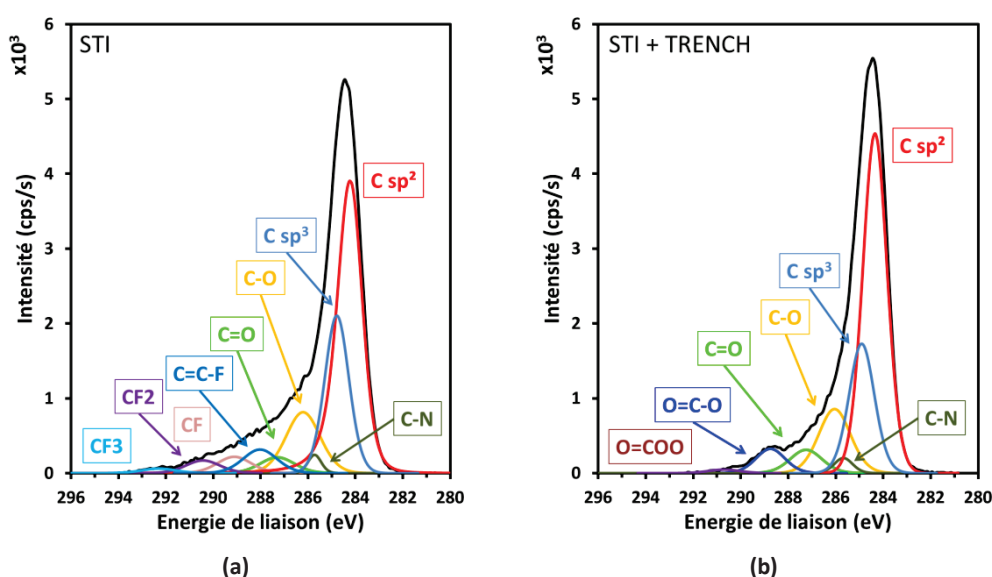 STI
x10³
Intensité (cps/s)
6
5
4
3
2
1
0
C sp²
C sp³
C-O
C=O
C=C-F
CF2
CF
CF3
C-N
296 294 292 290 288 286 284 282 280
Energie de liaison (eV)
(a)
STI + TRENCH
x10³
Intensité (cps/s)
6
5
4
3
2
1
0
C sp²
C sp³
C-O
C=O
O=C-O
O=COO
C-N
296 294 292 290 288 286 284 282 280
Energie de liaison (eV)
(b)